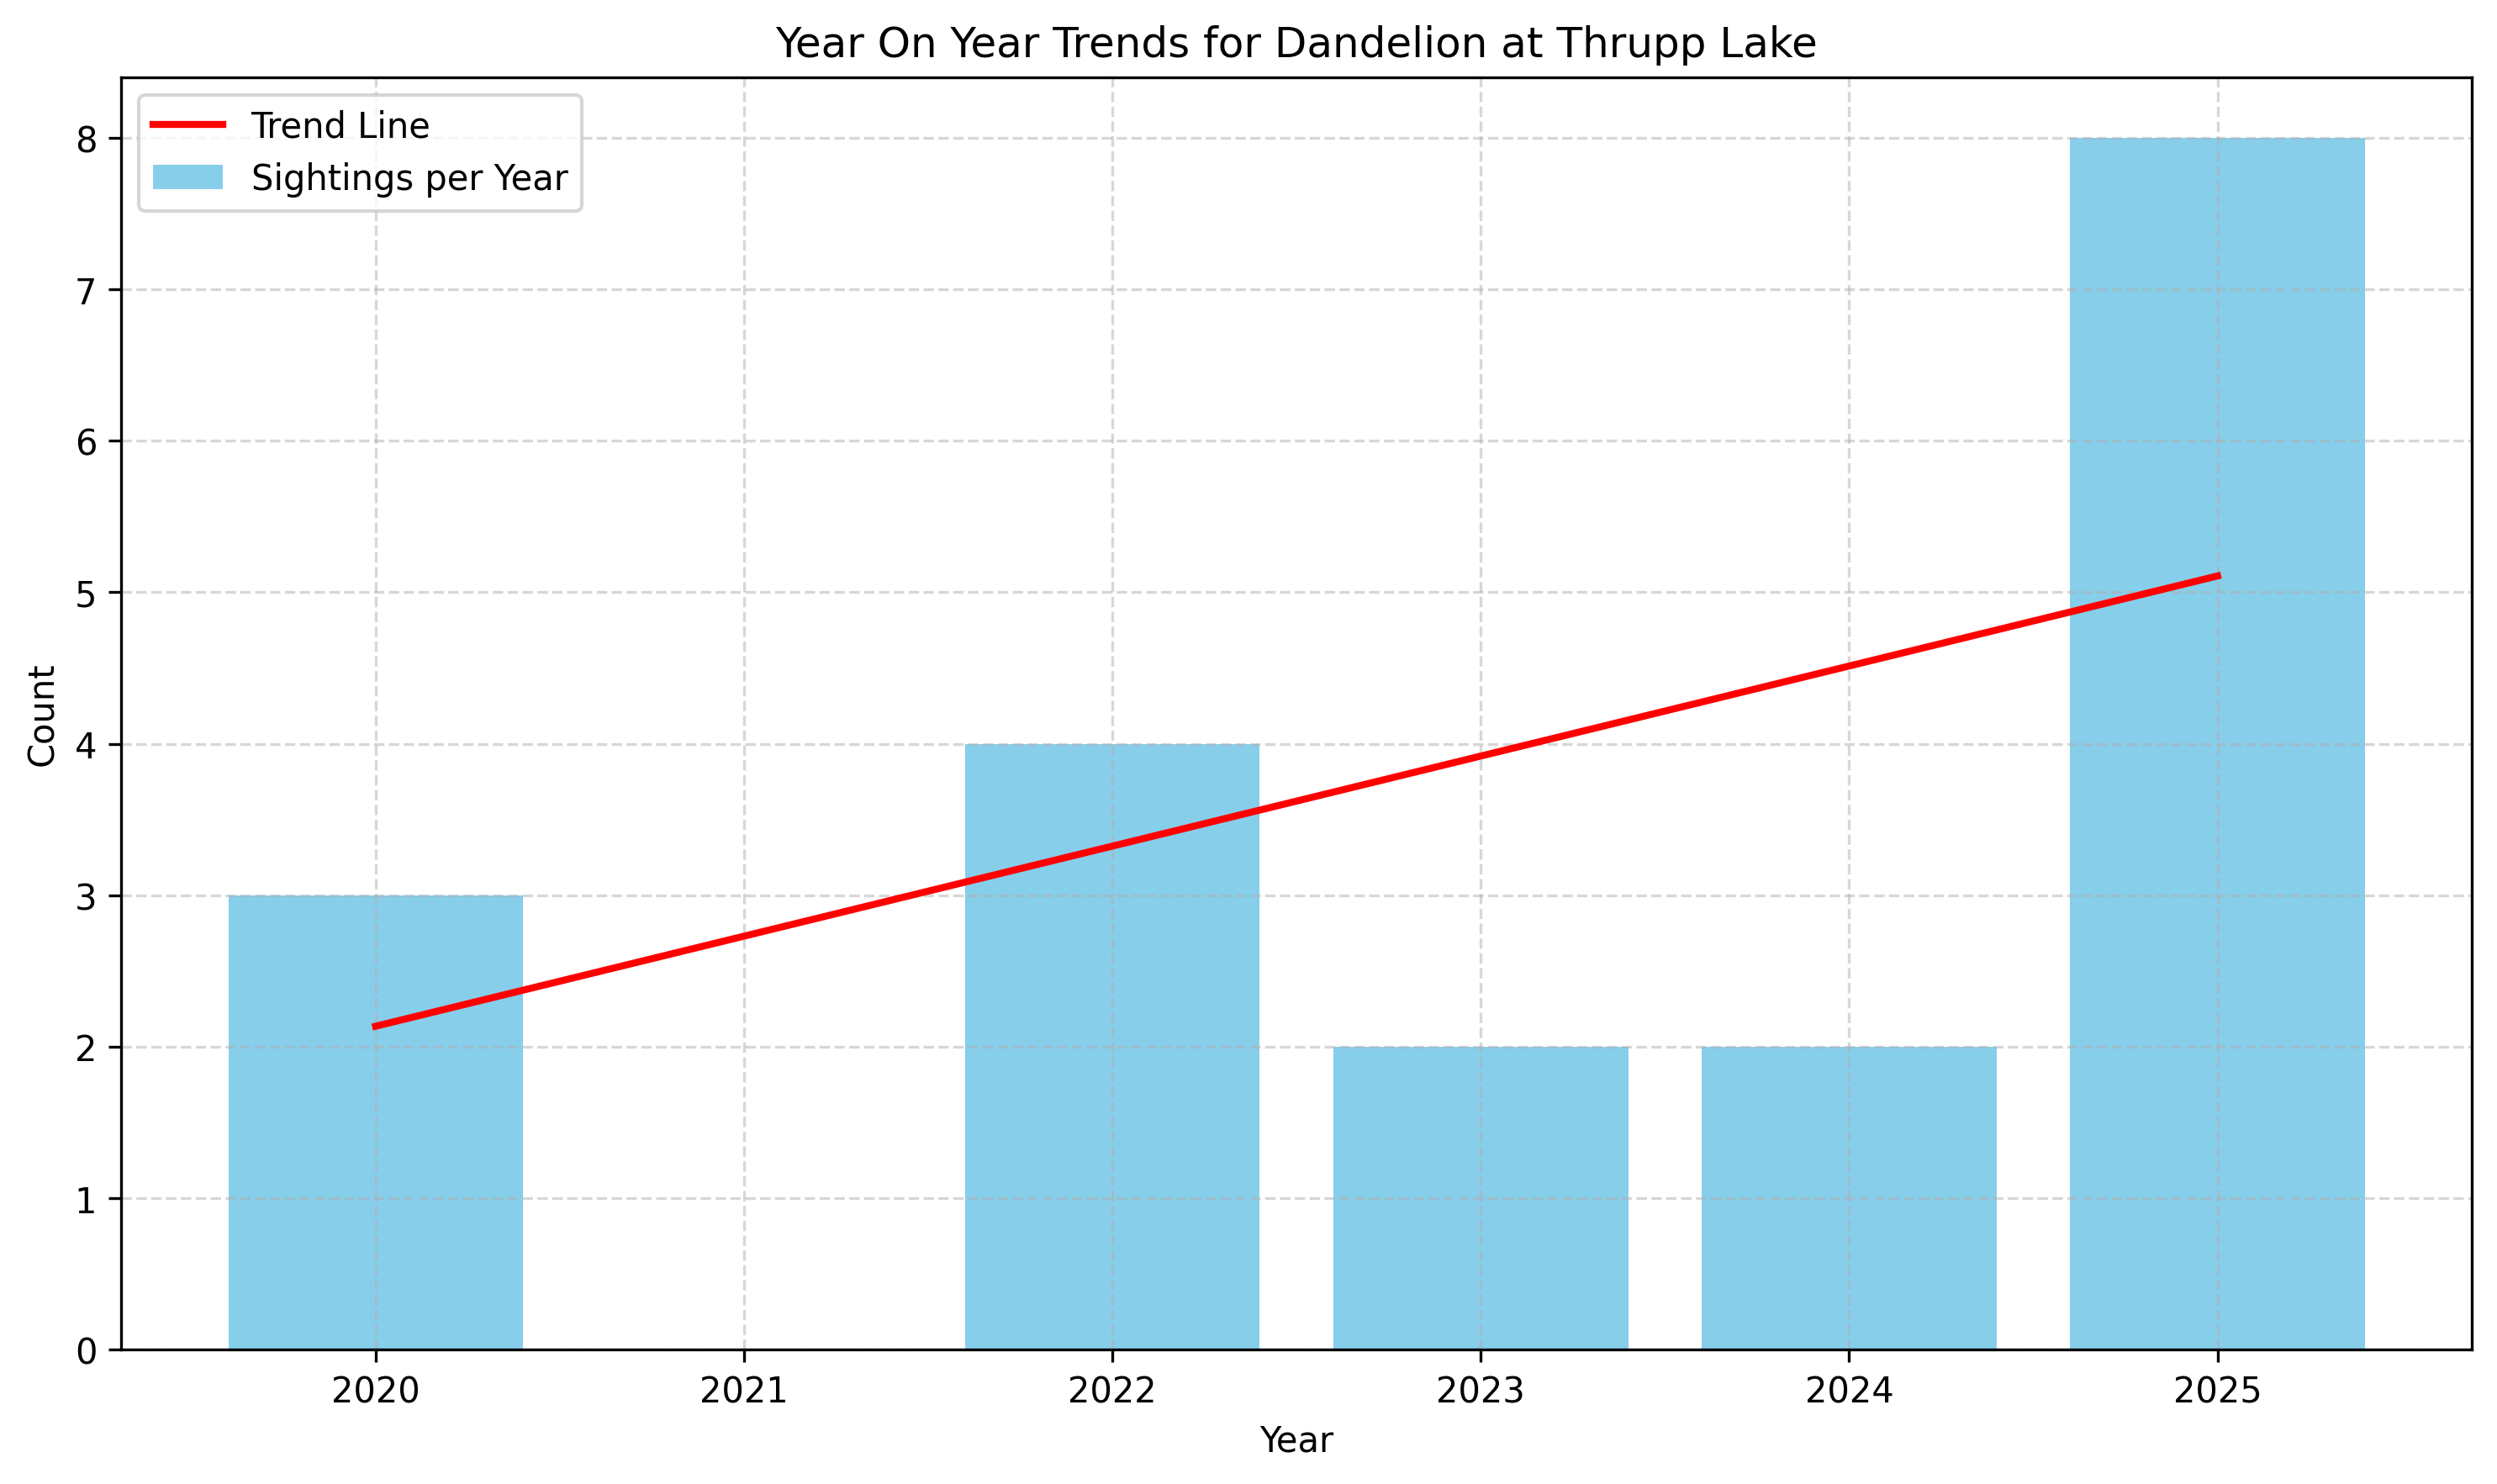 Year On Year Trends for Dandelion at Thrupp Lake
Trend Line
Sightings per Year
8
7
6
5
4
3
2
1
0
Count
2020 2021 2022 2023 2024 2025
Year